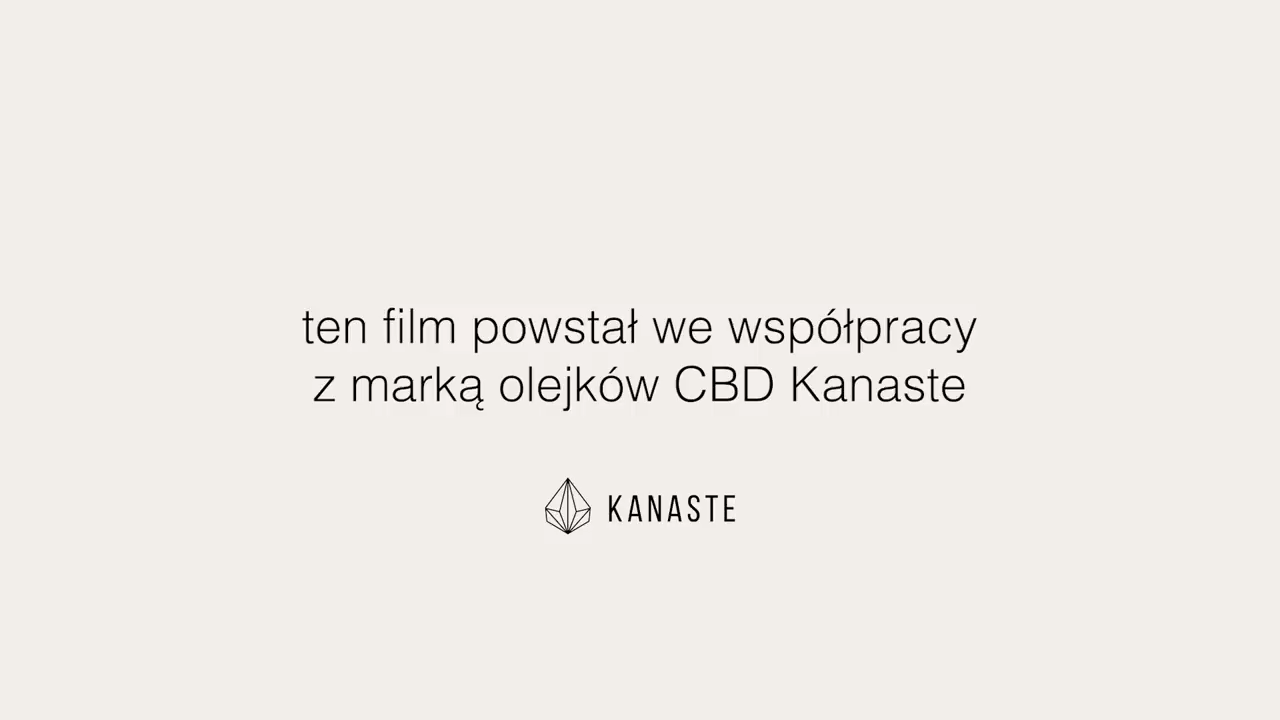 ten film powstał we współpracy
z marką olejków CBD Kanaste
KANASTE